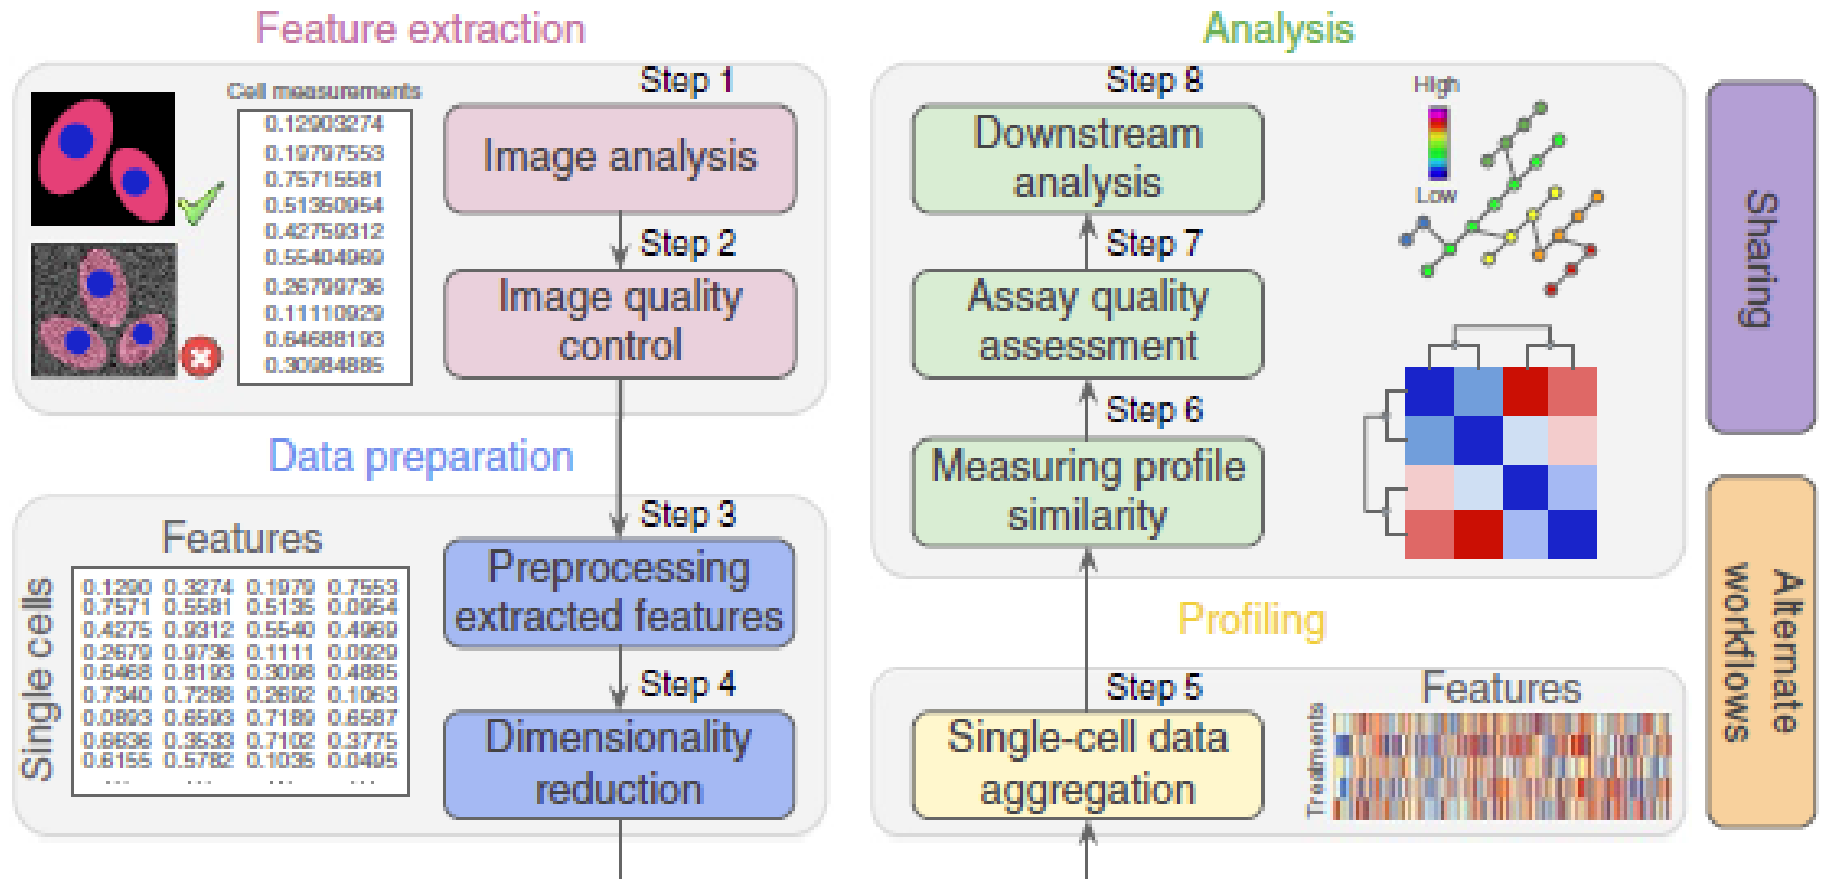 Feature extraction
Step 1
Cell measurements
0.12903274
0.19797553
0.75715581
0.51350954
0.42759312
0.55404969
0.26799736
0.11110929
0.64688193
0.30984885
Image analysis
Step 2
Image quality
control
Data preparation
Step 3
Features
Single cells
0.1290 0.3274 0.1979 0.7553
0.7571 0.5581 0.5135 0.0954
0.4275 0.9312 0.5540 0.4969
0.2679 0.9736 0.1111 0.0929
0.6468 0.8193 0.3098 0.4885
0.7340 0.7288 0.2692 0.1063
0.0893 0.6593 0.7189 0.6587
0.6636 0.3533 0.7102 0.3775
0.6155 0.5782 0.1035 0.0495
... ... ... ...
Preprocessing
extracted features
Step 4
Dimensionality
reduction
Analysis
Step 8
Downstream
analysis
High
Low
Step 7
Assay quality
assessment
Step 6
Measuring profile
similarity
Profiling
Step 5
Single-cell data
aggregation
Features
Treatments
Sharing
Alternate
workflows